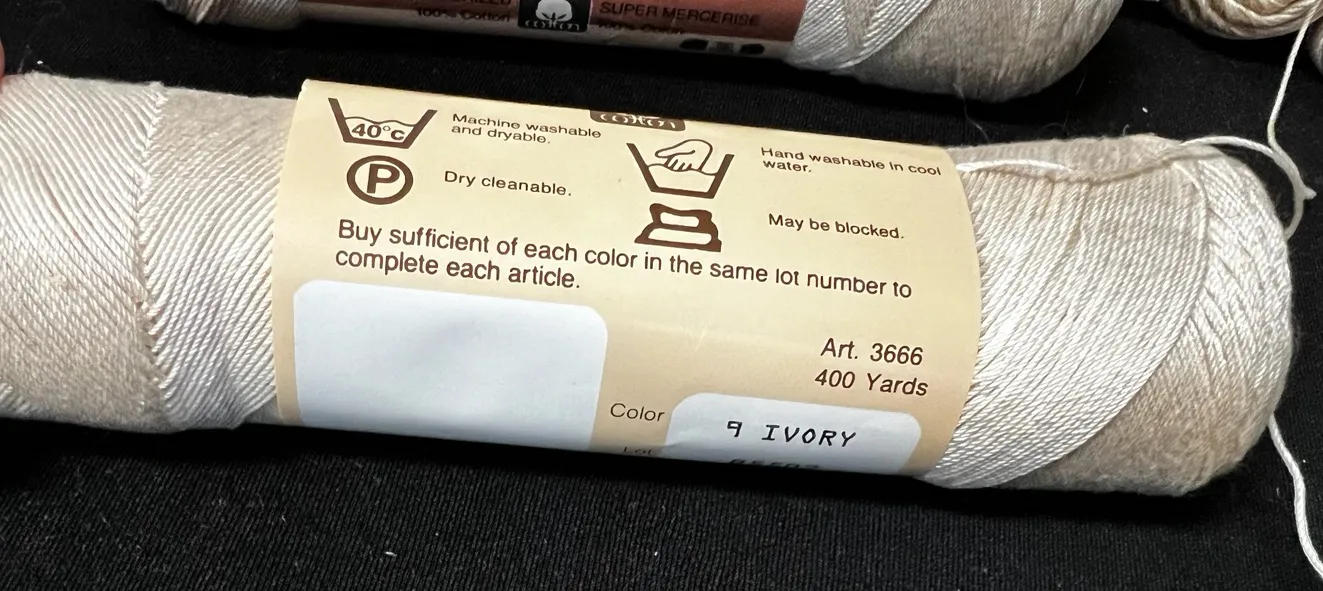 100% Cotton
cotton
SUPER MERCERISE
40°c
Machine washable
and dryable.
cotton
Hand washable in cool
water.
P
Dry cleanable.
May be blocked.
Buy sufficient of each color in the same lot number to
complete each article.
Art. 3666
400 Yards
Color
9 IVORY
Lot